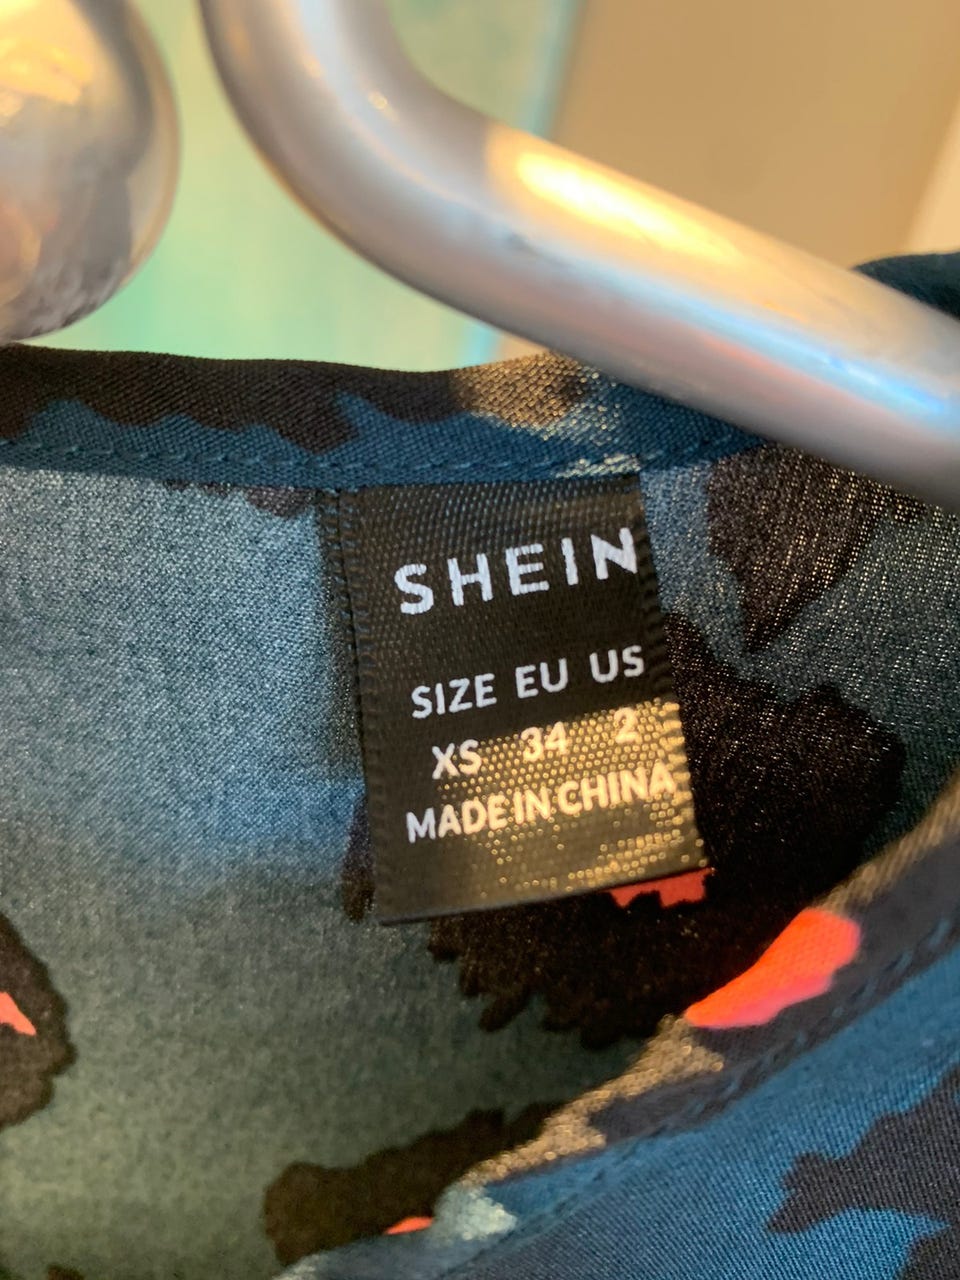 SHEIN
SIZE EU US
XS 34 2
MADE IN CHINA